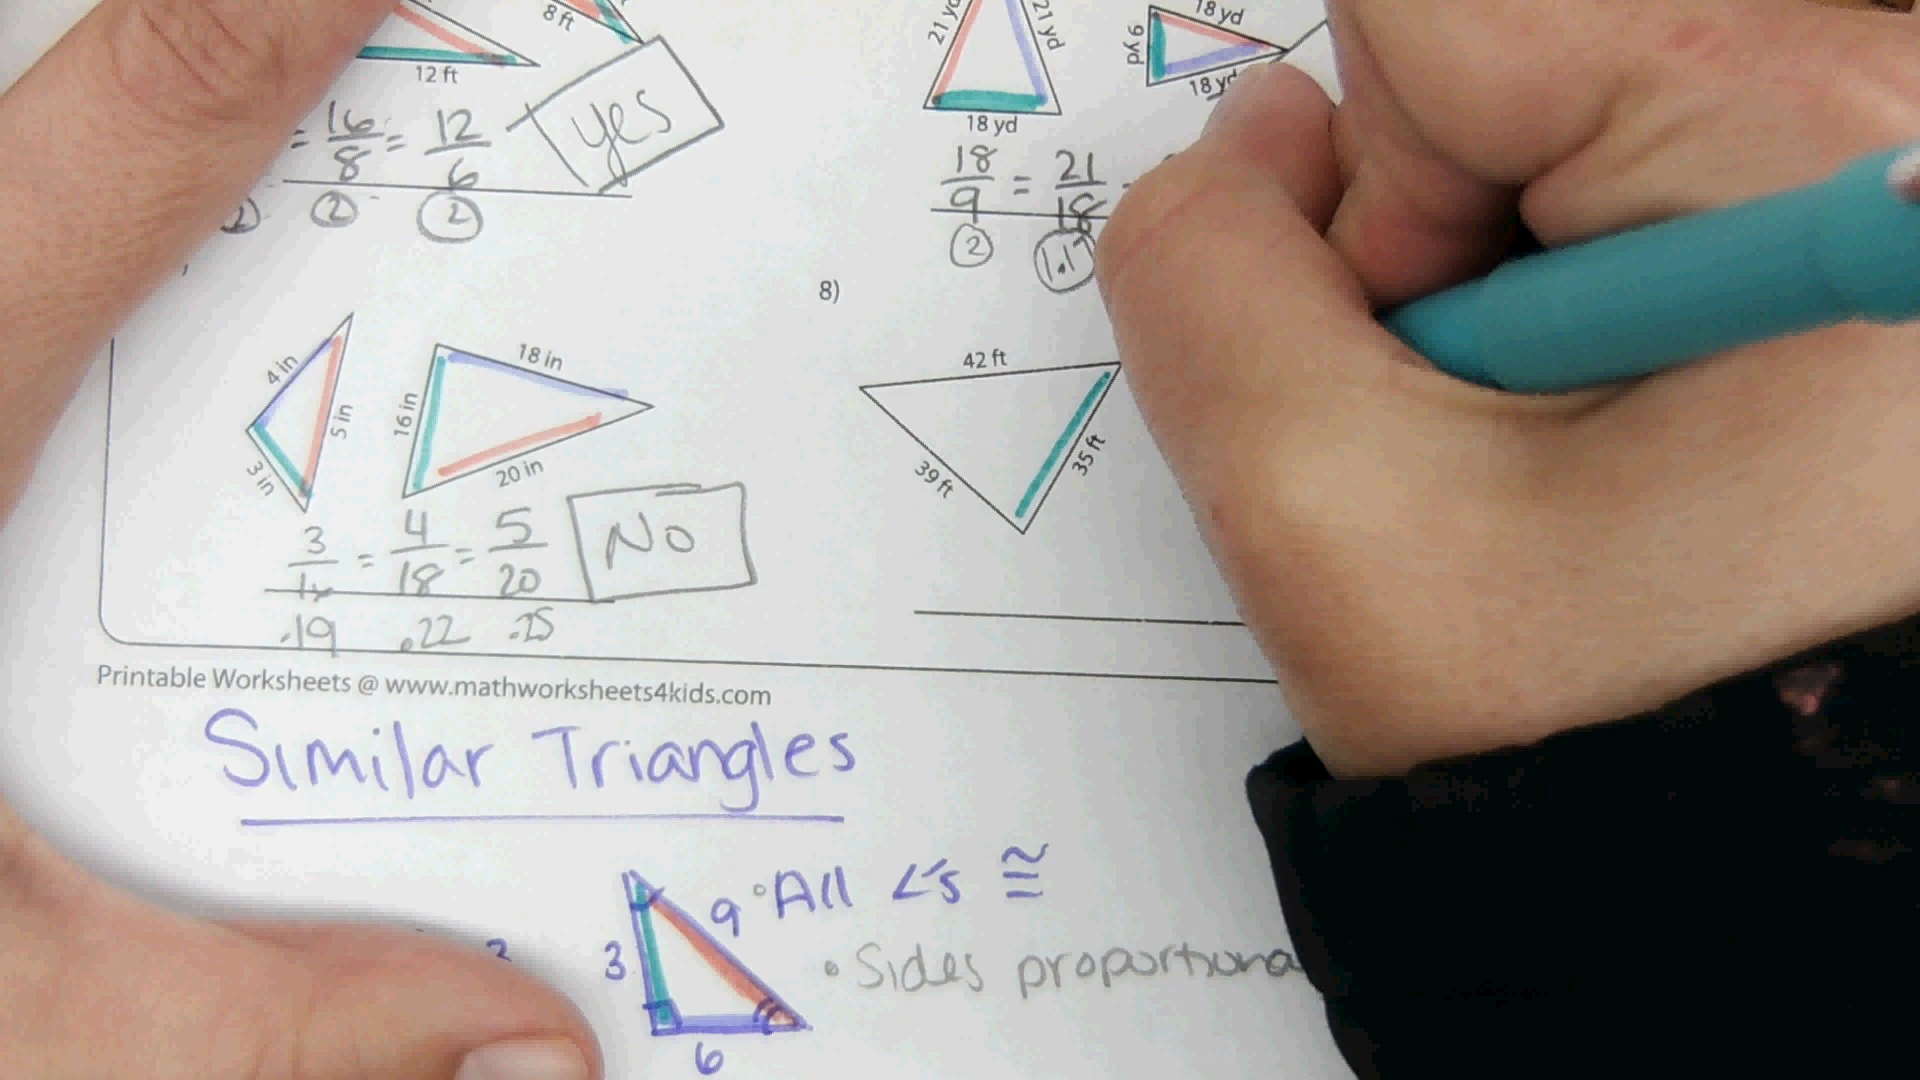 8 ft
12 ft
= 16/8 = 12/6
yes
2 2 2
21 yd
21 yd
18 yd
18 yd
9 yd
18 yd
18/9 = 21/18
2 1.17
4 in
5 in
3 in
18 in
16 in
20 in
3/16 = 4/18 = 5/20
No
.19 .22 .25
8)
42 ft
39 ft
35 ft
Printable Worksheets @ www.mathworksheets4kids.com
Similar Triangles
9
3
6
• All ∠'s ≅
• Sides proportiona